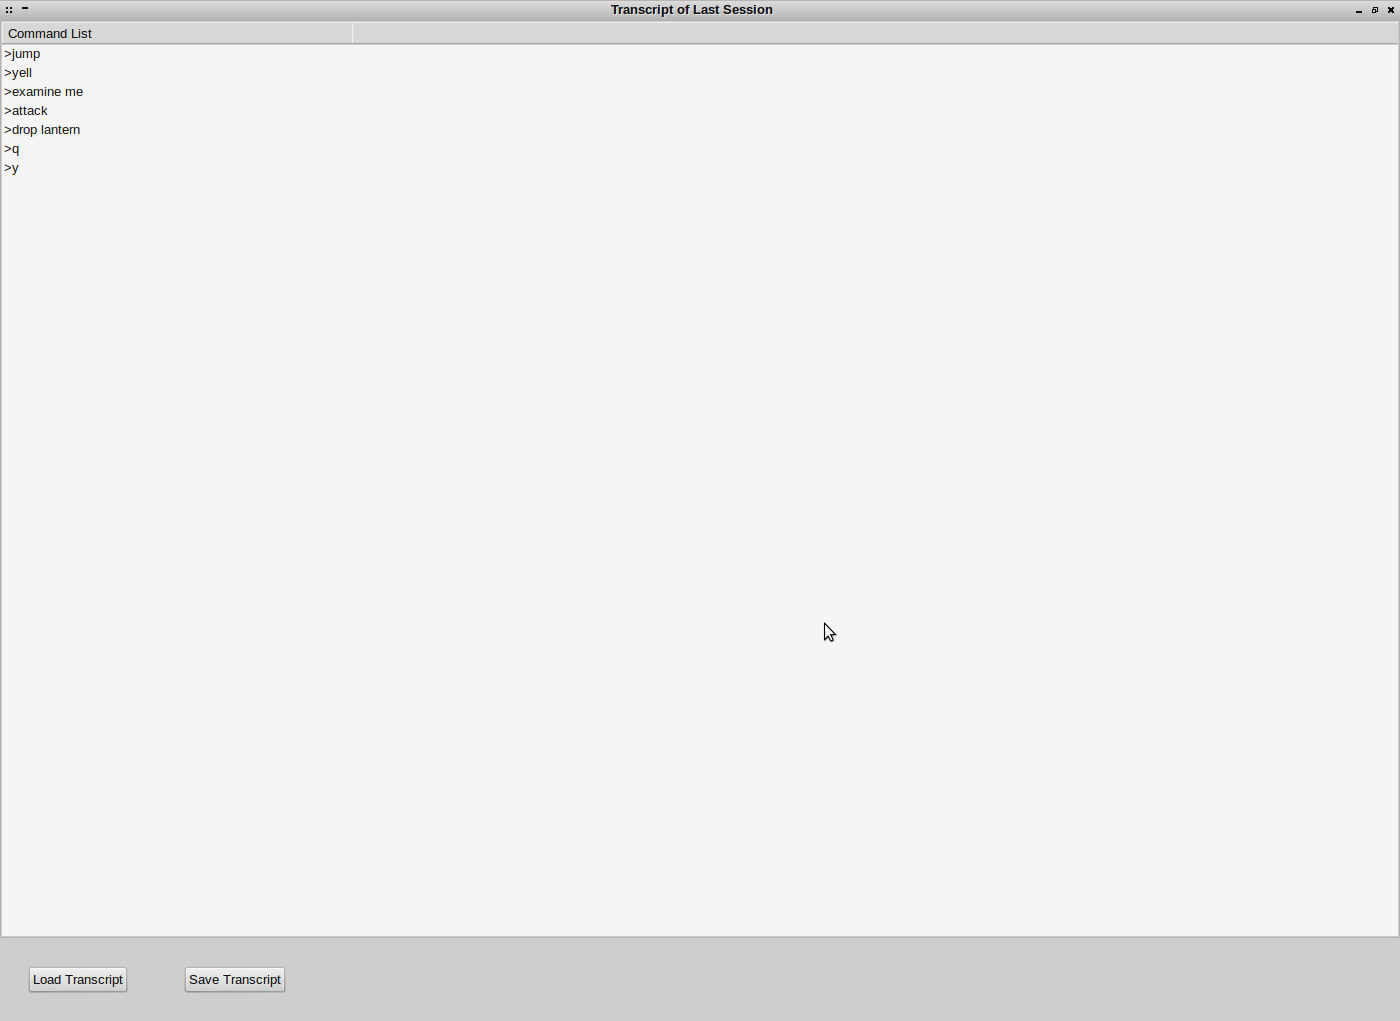 Transcript of Last Session
Command List
>jump
>yell
>examine me
>attack
>drop lantern
>q
>y
Load Transcript
Save Transcript